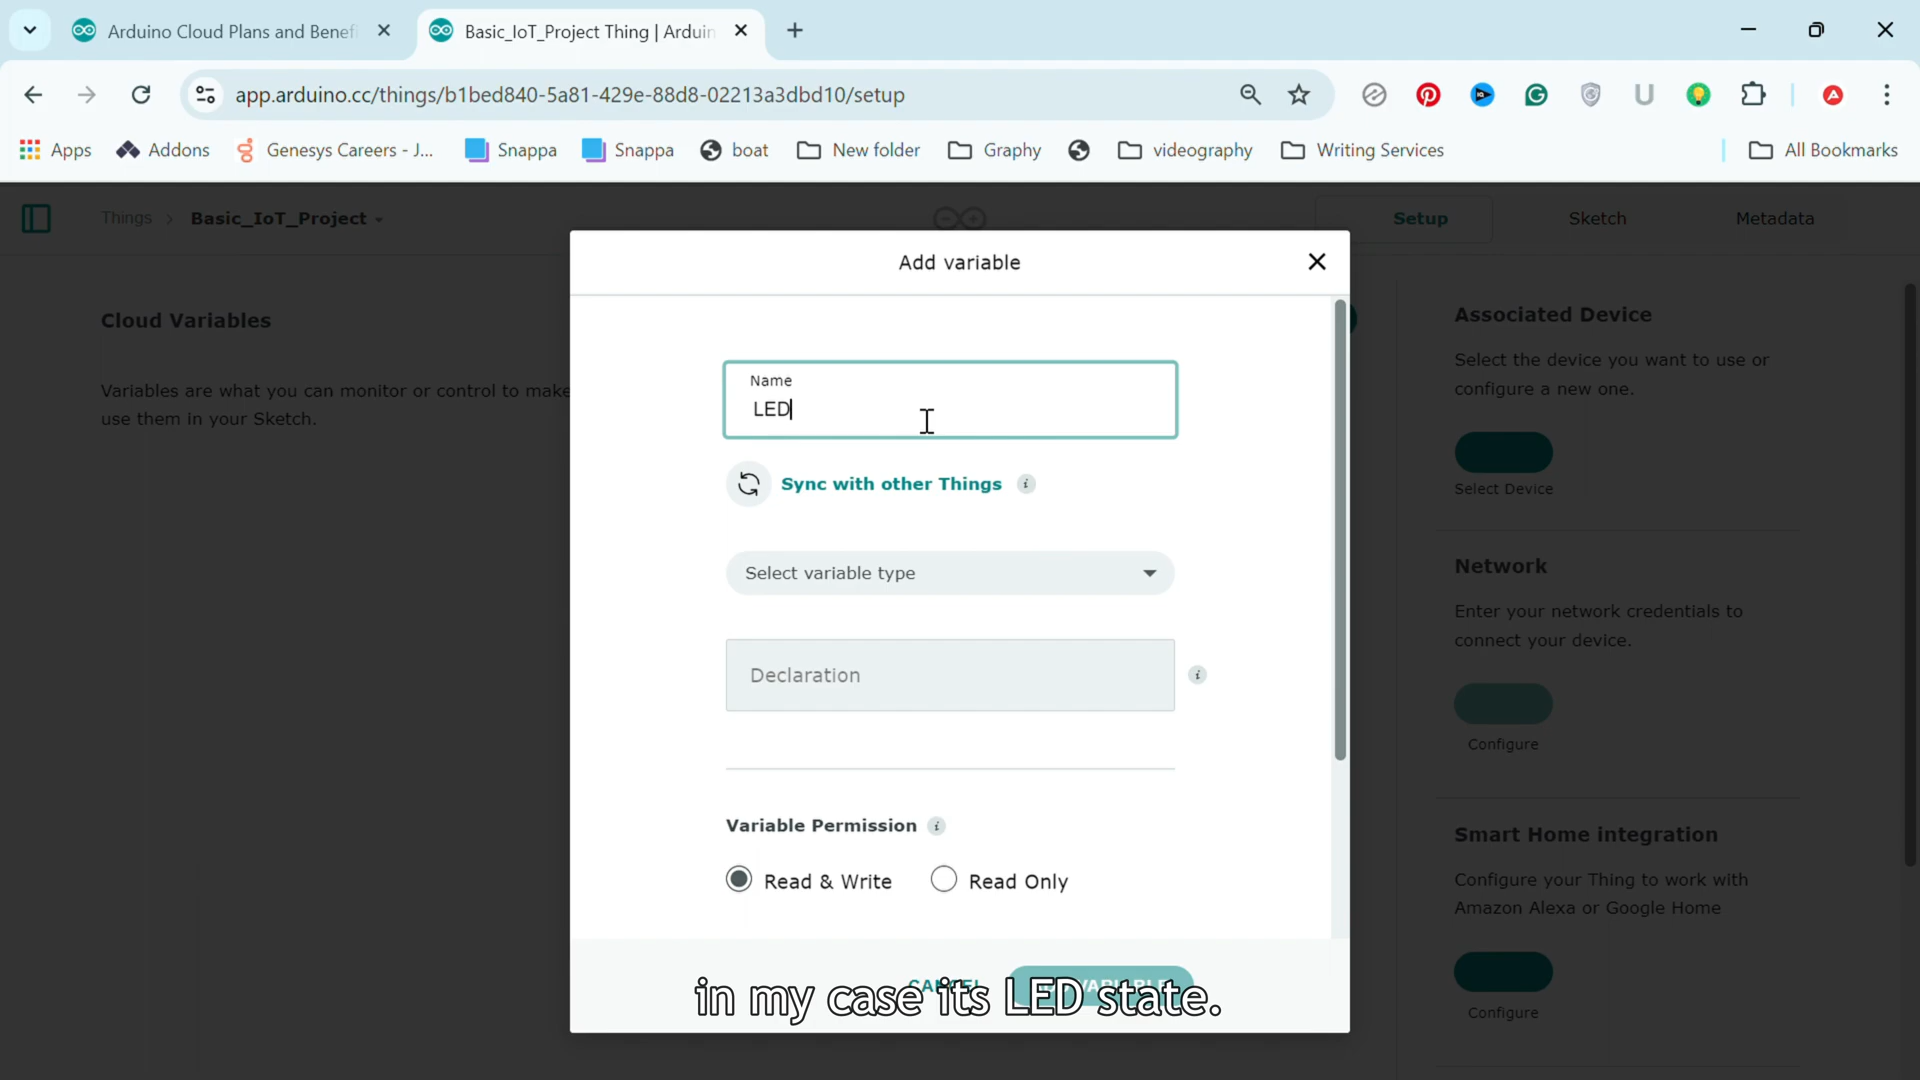 Arduino Cloud Plans and Benef
Basic_IoT_Project Thing | Arduin
app.arduino.cc/things/b1bed840-5a81-429e-88d8-02213a3dbd10/setup
Apps
Addons
Genesys Careers - J...
Snappa
Snappa
boat
New folder
Graphy
videography
Writing Services
All Bookmarks
Things > Basic_IoT_Project
Setup
Sketch
Metadata
Add variable
Cloud Variables
Variables are what you can monitor or control to make
use them in your Sketch.
Name
LED
Sync with other Things
Select variable type
Declaration
Variable Permission
Read & Write
Read Only
CANCEL
Associated Device
Select the device you want to use or
configure a new one.
Select Device
Network
Enter your network credentials to
connect your device.
Configure
Smart Home integration
Configure your Thing to work with
Amazon Alexa or Google Home
Configure
in my case its LED state.